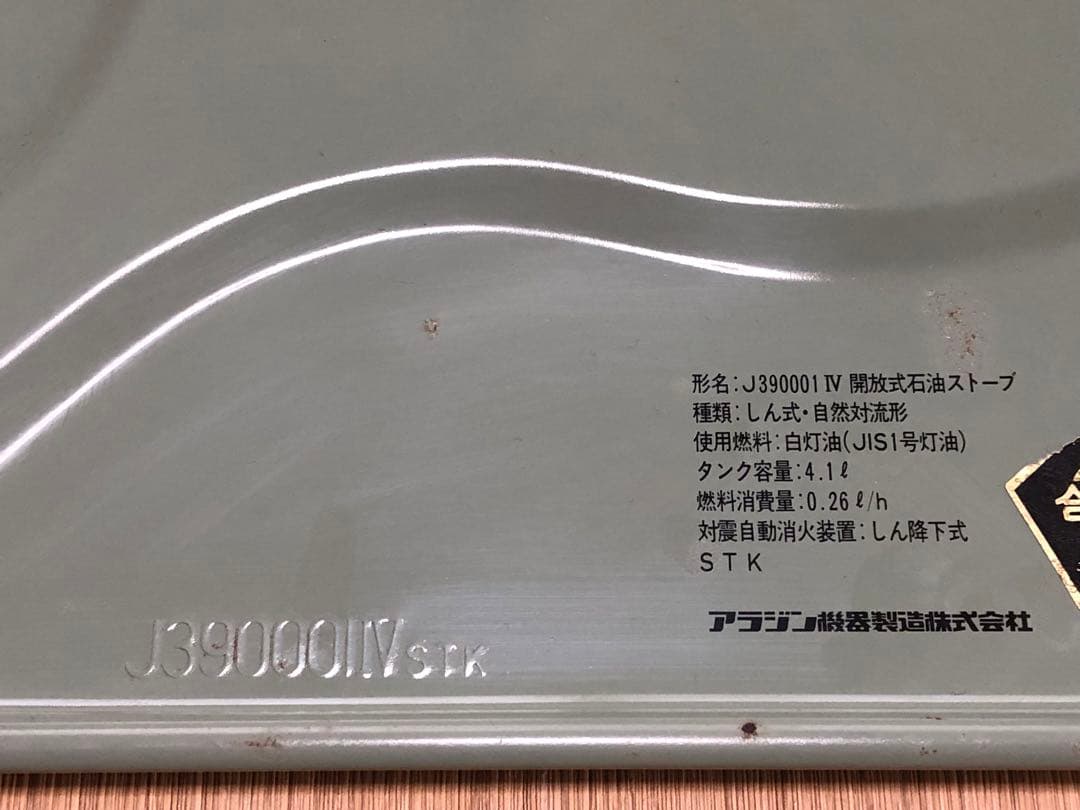 形名:J390001Ⅳ 開放式石油ストーブ
種類:しん式・自然対流形
使用燃料:白灯油(JIS1号灯油)
タンク容量:4.1ℓ
燃料消費量:0.26ℓ/h
対震自動消火装置:しん降下式
STK
アラジン機器製造株式会社
J390001Ⅳ STK